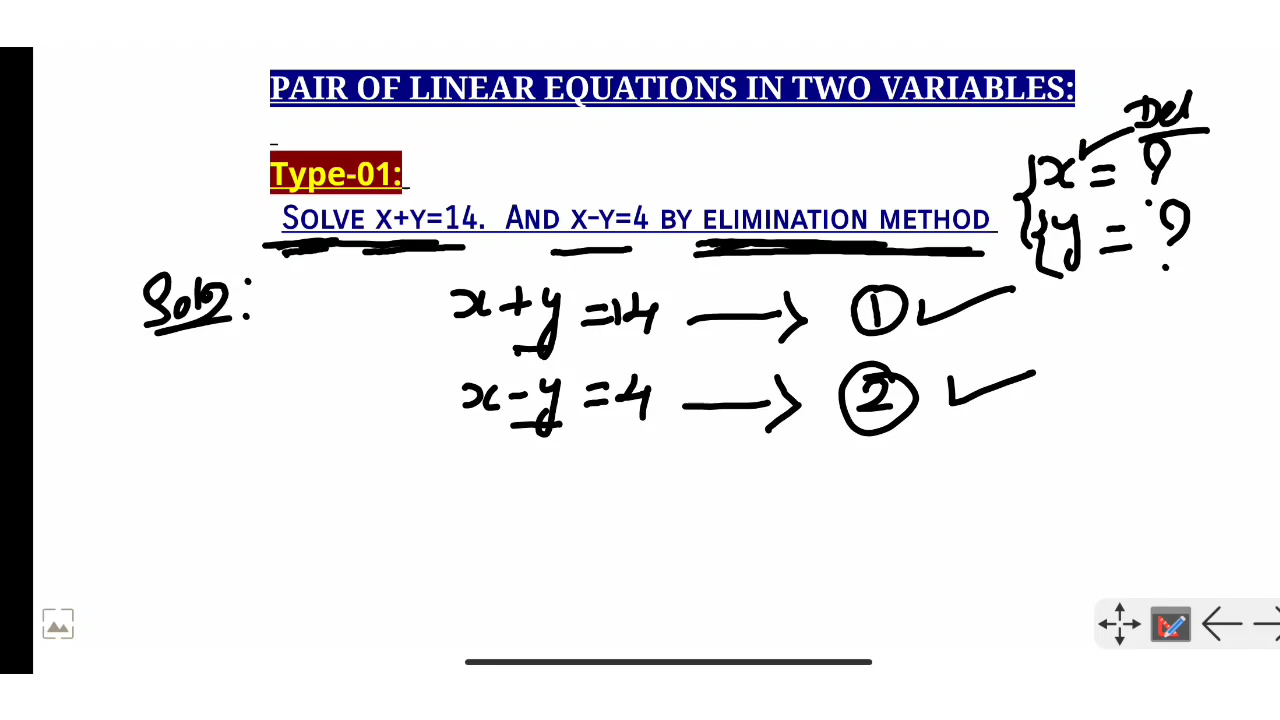 PAIR OF LINEAR EQUATIONS IN TWO VARIABLES:
Type-01:
SOLVE X+Y=14. AND X-Y=4 BY ELIMINATION METHOD
x = ?
y = ?
Soln:
x + y = 14 → ①
x - y = 4 → ②